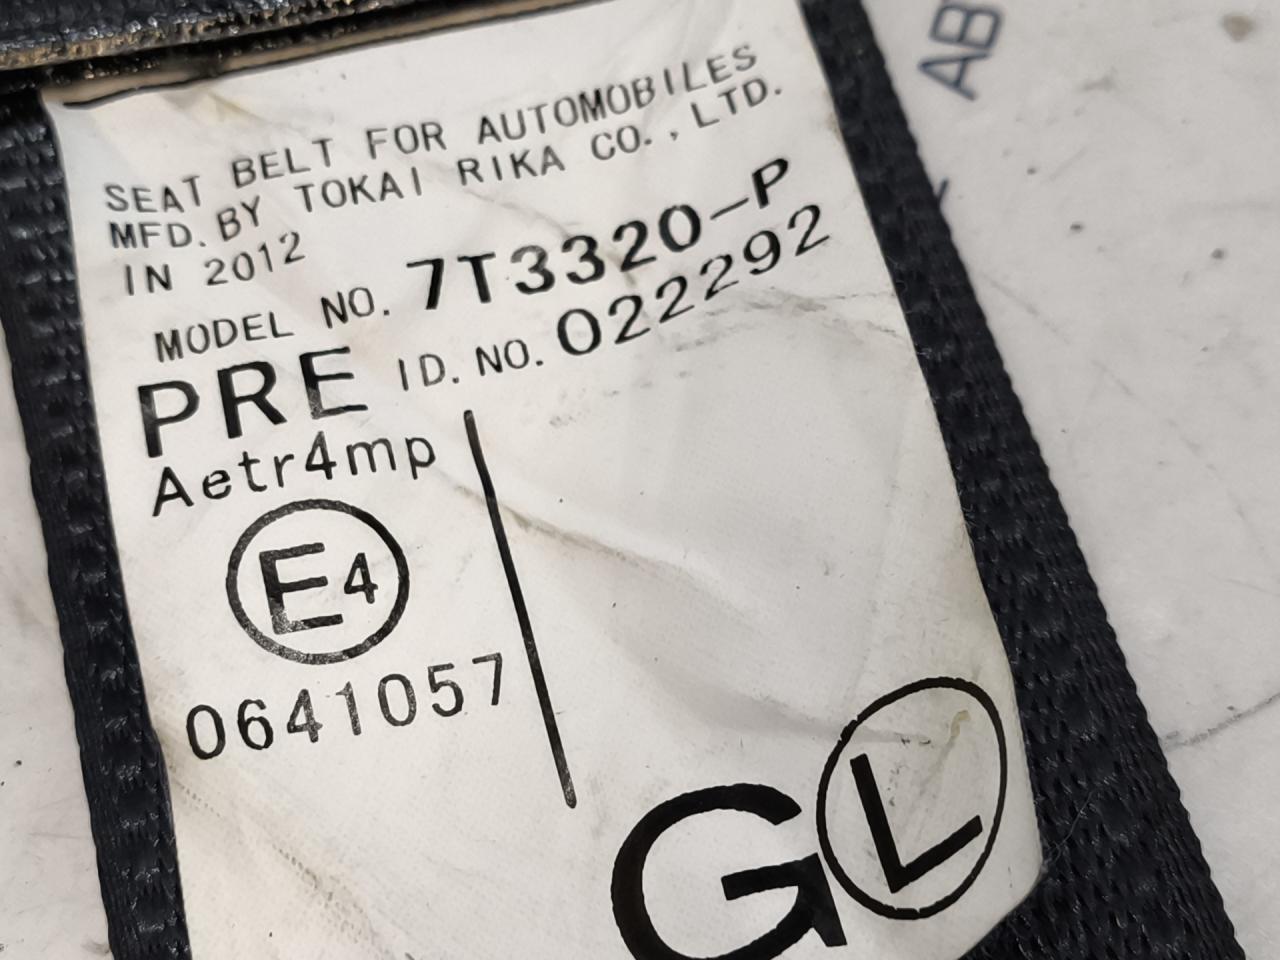 SEAT BELT FOR AUTOMOBILES
MFD. BY TOKAI RIKA CO., LTD.
IN 2012
MODEL NO. 7T3320-P
PRE ID. NO. 022292
Aetr4mp
E4
0641057
G L
AB